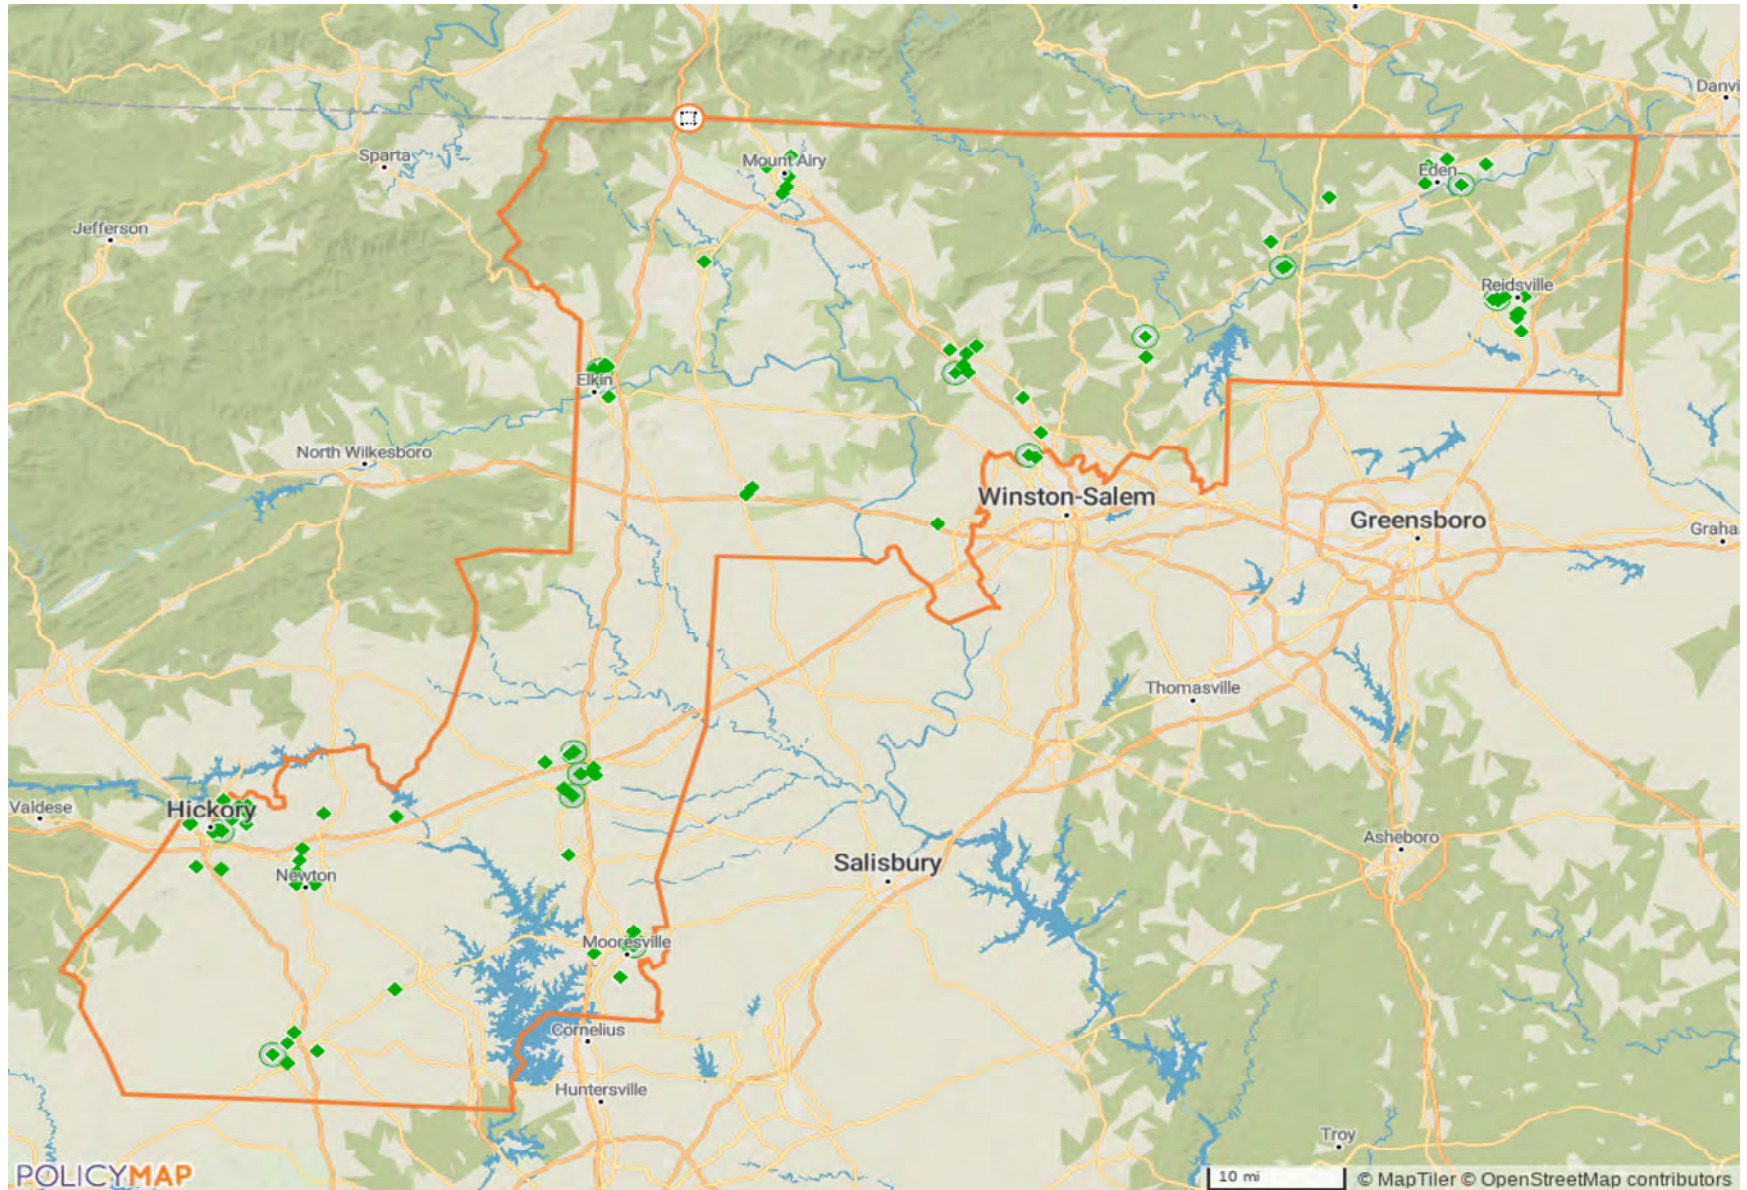 Danvi
Sparta
Mount Airy
Eden
Jefferson
Reidsville
Elkin
North Wilkesboro
Winston-Salem
Greensboro
Graha
Thomasville
Valdese
Hickory
Asheboro
Salisbury
Newton
Mooresville
Cornelius
Huntersville
Troy
POLICYMAP
10 mi
© MapTiler © OpenStreetMap contributors